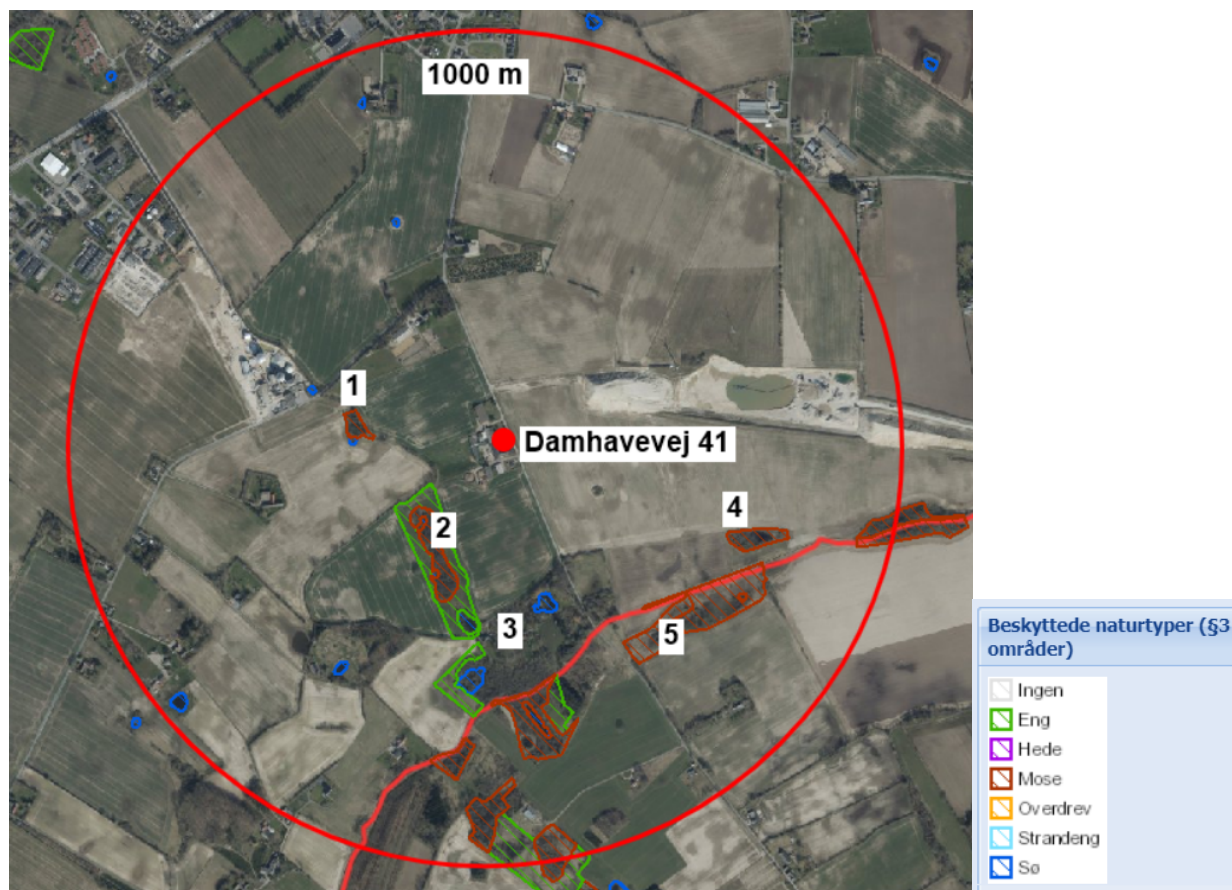 1000 m
1
Damhavevej 41
2
4
3
5
Beskyttede naturtyper (§3
områder)
Ingen
Eng
Hede
Mose
Overdrev
Strandeng
Sø